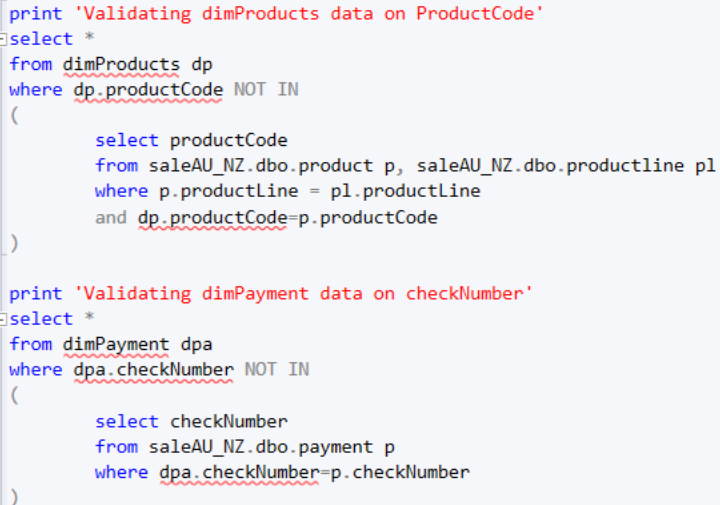 print 'Validating dimProducts data on ProductCode'
select *
from dimProducts dp
where dp.productCode NOT IN
(
select productCode
from saleAU_NZ.dbo.product p, saleAU_NZ.dbo.productline pl
where p.productLine = pl.productLine
and dp.productCode=p.productCode
)
print 'Validating dimPayment data on checkNumber'
select *
from dimPayment dpa
where dpa.checkNumber NOT IN
(
select checkNumber
from saleAU_NZ.dbo.payment p
where dpa.checkNumber=p.checkNumber
)